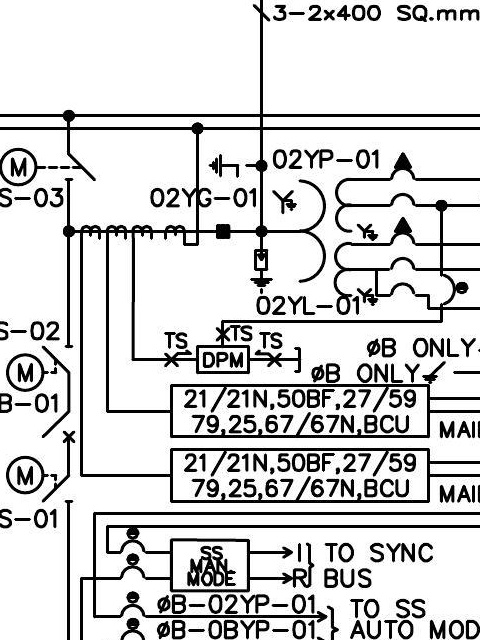 3-2x400 SQ.mm
M
02YP-01
S-03
02YG-01
02YL-01
S-02
TS
TS
TS
DPM
ØB ONLY
M
ØB ONLY
B-01
21/21N,50BF,27/59
79,25,67/67N,BCU
MAI
21/21N,50BF,27/59
M
79,25,67/67N,BCU
MAI
S-01
SS
MAN.
MODE
I
TO SYNC
R
BUS
ØB-02YP-01
TO SS
ØB-0BYP-01
AUTO MOD